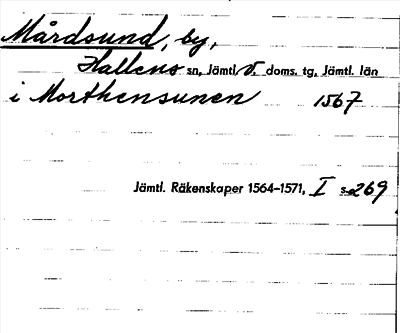 Mårdsund, by,
Hallens sn, Jämtl. v. doms. tg, Jämtl. län
i Morthensunen 1567
Jämtl. Räkenskaper 1564-1571, I s. 269